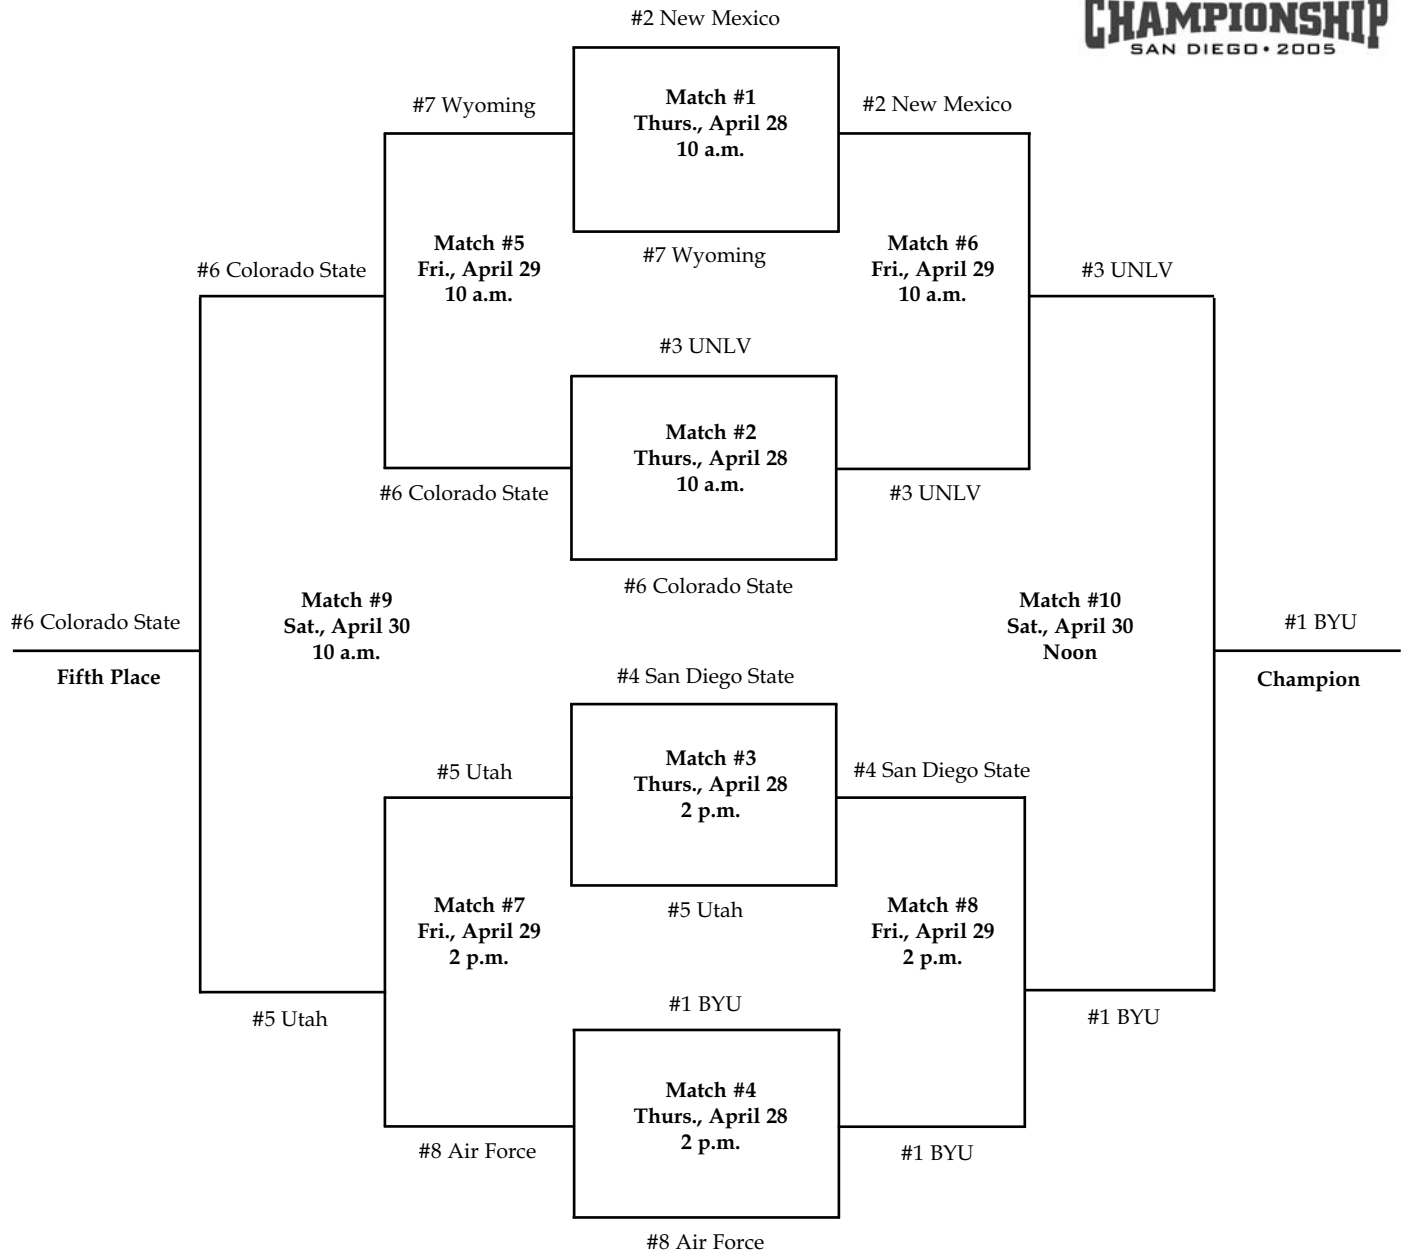 CHAMPIONSHIP
SAN DIEGO • 2005
#2 New Mexico
#7 Wyoming
Match #1
Thurs., April 28
10 a.m.
#2 New Mexico
#7 Wyoming
#6 Colorado State
Match #5
Fri., April 29
10 a.m.
Match #6
Fri., April 29
10 a.m.
#3 UNLV
#3 UNLV
Match #2
Thurs., April 28
10 a.m.
#6 Colorado State
#3 UNLV
#6 Colorado State
#6 Colorado State
Fifth Place
Match #9
Sat., April 30
10 a.m.
Match #10
Sat., April 30
Noon
#1 BYU
Champion
#4 San Diego State
#5 Utah
Match #3
Thurs., April 28
2 p.m.
#4 San Diego State
#5 Utah
Match #7
Fri., April 29
2 p.m.
Match #8
Fri., April 29
2 p.m.
#5 Utah
#1 BYU
#1 BYU
Match #4
Thurs., April 28
2 p.m.
#8 Air Force
#1 BYU
#8 Air Force